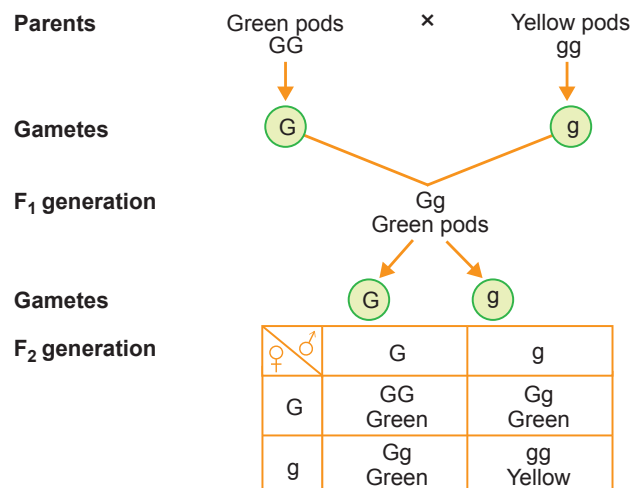 Parents
Green pods × Yellow pods
GG gg
Gametes
G g
F₁ generation
Gg
Green pods
Gametes
G g
F₂ generation
♀ ♂ G g
G GG Gg
Green Green
g Gg gg
Green Yellow